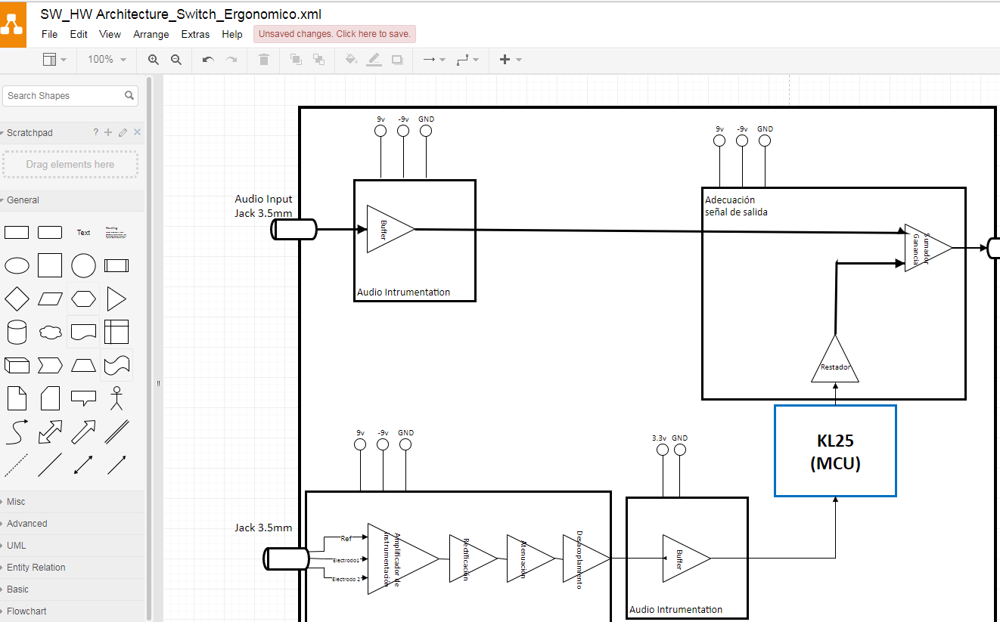 SW_HW Architecture_Switch_Ergonomico.xml
File Edit View Arrange Extras Help
Unsaved changes. Click here to save.
100%
Search Shapes
Scratchpad
?
Drag elements here
General
Text
Heading
Misc
Advanced
UML
Entity Relation
Basic
Flowchart
9v -9v GND
Audio Input
Jack 3.5mm
Buffer
Audio Intrumentation
9v -9v GND
Adecuación
señal de salida
Sumador
Ganancia
Restador
KL25
(MCU)
9v -9v GND
Jack 3.5mm
Ref
Electrodo1
Electrodo 2
Amplificador de
Instrumentación
Rectificación
Atenuación
Desacoplamiento
3.3v GND
Buffer
Audio Intrumentation